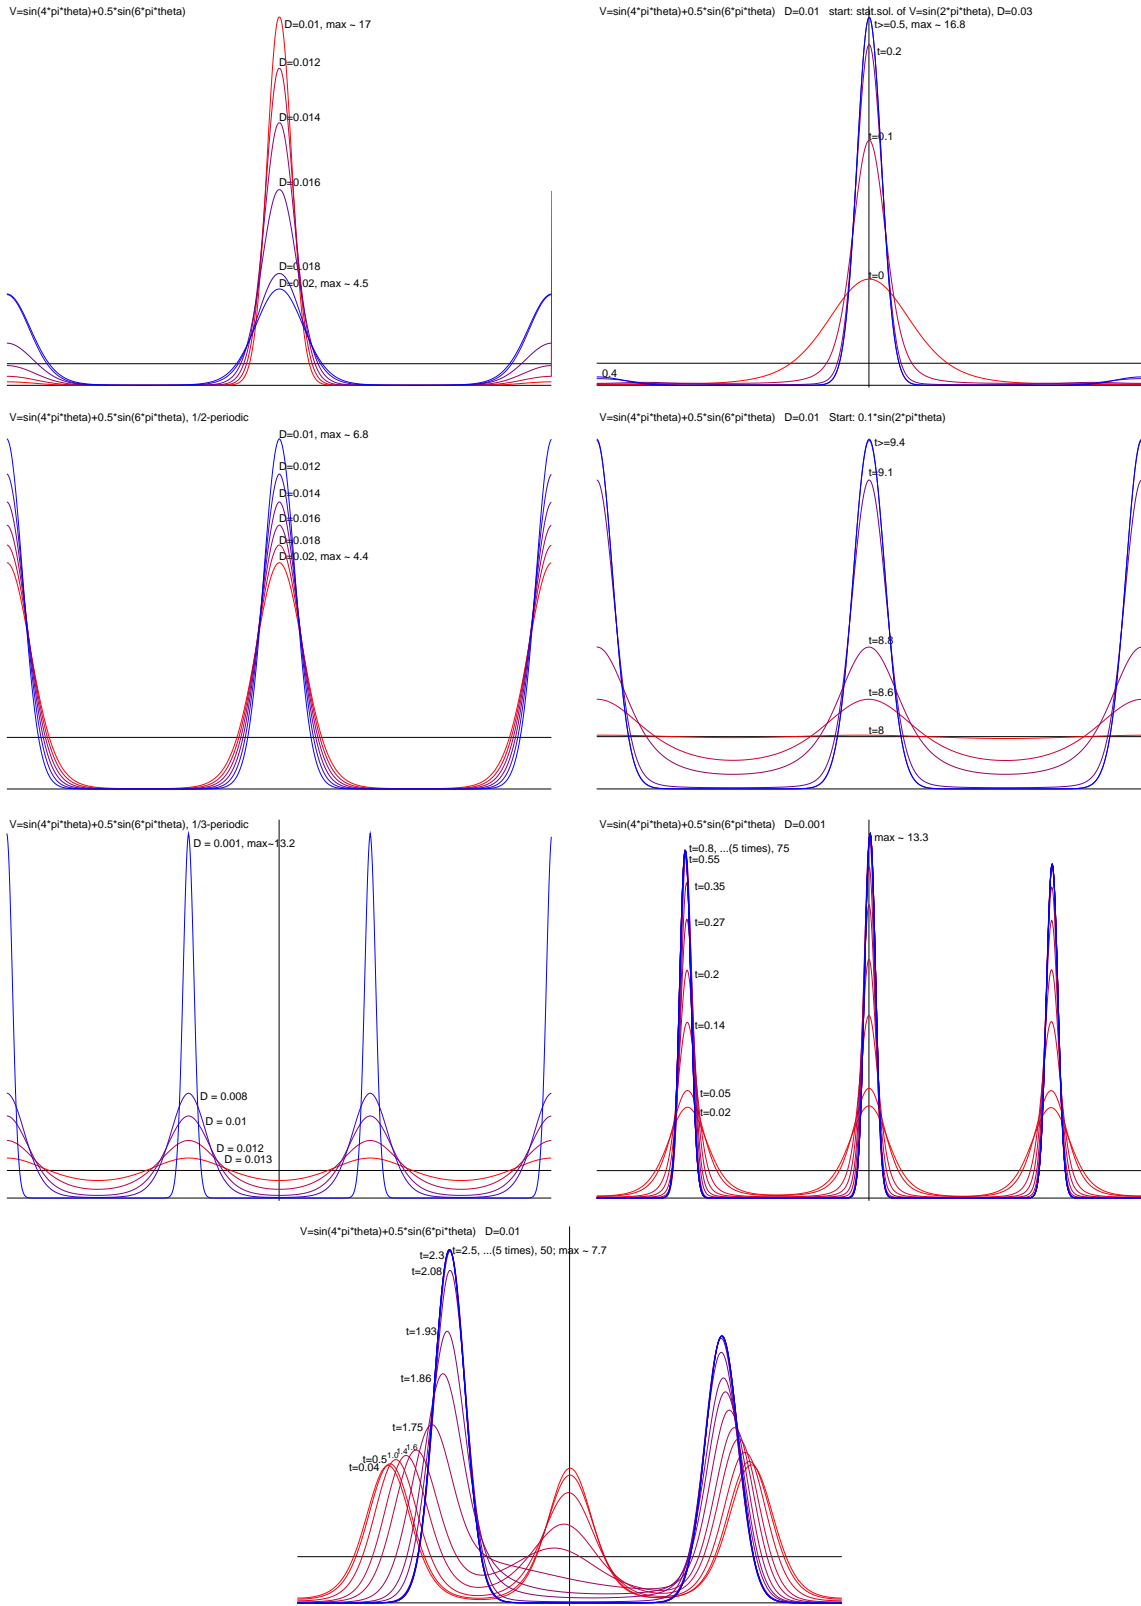 V=sin(4*pi*theta)+0.5*sin(6*pi*theta)
D=0.01, max ~ 17
D=0.012
D=0.014
D=0.016
D=0.018
D=0.02, max ~ 4.5
V=sin(4*pi*theta)+0.5*sin(6*pi*theta) D=0.01 start: stat.sol. of V=sin(2*pi*theta), D=0.03
t>=0.5, max ~ 16.8
t=0.2
t=0.1
t=0
0.4
V=sin(4*pi*theta)+0.5*sin(6*pi*theta), 1/2-periodic
D=0.01, max ~ 6.8
D=0.012
D=0.014
D=0.016
D=0.018
D=0.02, max ~ 4.4
V=sin(4*pi*theta)+0.5*sin(6*pi*theta) D=0.01 Start: 0.1*sin(2*pi*theta)
t>=9.4
t=9.1
t=8.8
t=8.6
t=8
V=sin(4*pi*theta)+0.5*sin(6*pi*theta), 1/3-periodic
D = 0.001, max~13.2
D = 0.008
D = 0.01
D = 0.012
D = 0.013
V=sin(4*pi*theta)+0.5*sin(6*pi*theta) D=0.001
max ~ 13.3
t=0.8, ...(5 times), 75
t=0.55
t=0.35
t=0.27
t=0.2
t=0.14
t=0.05
t=0.02
V=sin(4*pi*theta)+0.5*sin(6*pi*theta) D=0.01
t=2.5, ...(5 times), 50; max ~ 7.7
t=2.3
t=2.08
t=1.93
t=1.86
t=1.75
1.6
1.4
1.0
t=0.5
t=0.04